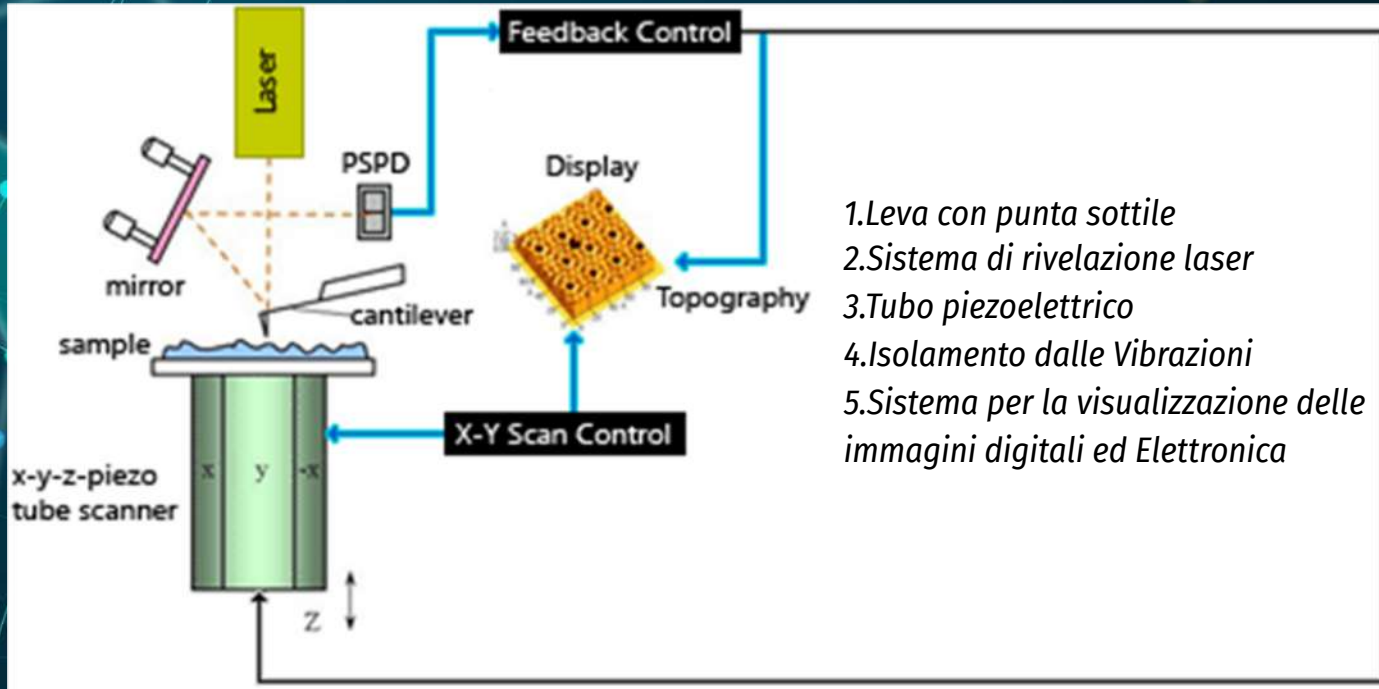 Laser
Feedback Control
PSPD
Display
mirror
Topography
cantilever
sample
X-Y Scan Control
x y -x
x-y-z-piezo
tube scanner
Z
1.Leva con punta sottile
2.Sistema di rivelazione laser
3.Tubo piezoelettrico
4.Isolamento dalle Vibrazioni
5.Sistema per la visualizzazione delle
immagini digitali ed Elettronica